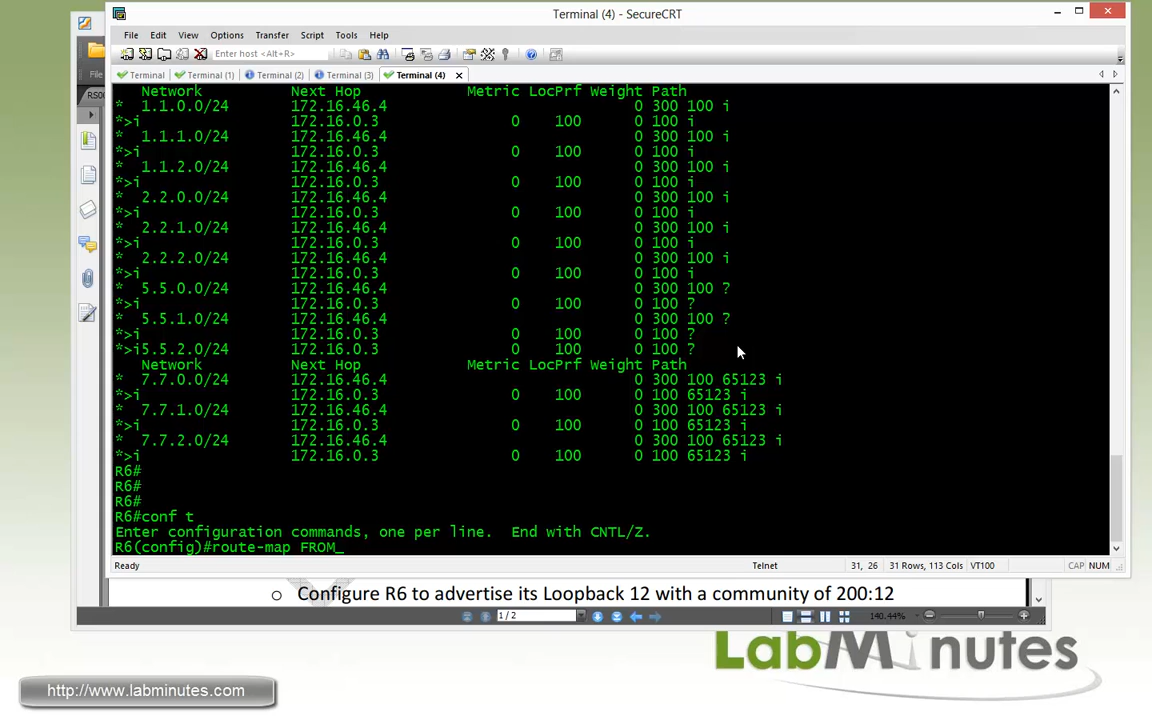 Terminal (4) - SecureCRT
File Edit View Options Transfer Script Tools Help
Enter host <Alt+R>
Terminal Terminal (1) Terminal (2) Terminal (3) Terminal (4)
File
RS00
Network Next Hop Metric LocPrf Weight Path
* 1.1.0.0/24 172.16.46.4 0 300 100 i
*>i 172.16.0.3 0 100 0 100 i
* 1.1.1.0/24 172.16.46.4 0 300 100 i
*>i 172.16.0.3 0 100 0 100 i
* 1.1.2.0/24 172.16.46.4 0 300 100 i
*>i 172.16.0.3 0 100 0 100 i
* 2.2.0.0/24 172.16.46.4 0 300 100 i
*>i 172.16.0.3 0 100 0 100 i
* 2.2.1.0/24 172.16.46.4 0 300 100 i
*>i 172.16.0.3 0 100 0 100 i
* 2.2.2.0/24 172.16.46.4 0 300 100 i
*>i 172.16.0.3 0 100 0 100 i
* 5.5.0.0/24 172.16.46.4 0 300 100 ?
*>i 172.16.0.3 0 100 0 100 ?
* 5.5.1.0/24 172.16.46.4 0 300 100 ?
*>i 172.16.0.3 0 100 0 100 ?
*>i5.5.2.0/24 172.16.0.3 0 100 0 100 ?
Network Next Hop Metric LocPrf Weight Path
* 7.7.0.0/24 172.16.46.4 0 300 100 65123 i
*>i 172.16.0.3 0 100 0 100 65123 i
* 7.7.1.0/24 172.16.46.4 0 300 100 65123 i
*>i 172.16.0.3 0 100 0 100 65123 i
* 7.7.2.0/24 172.16.46.4 0 300 100 65123 i
*>i 172.16.0.3 0 100 0 100 65123 i
R6#
R6#
R6#
R6#conf t
Enter configuration commands, one per line. End with CNTL/Z.
R6(config)#route-map FROM_
Ready Telnet 31, 26 31 Rows, 113 Cols VT100 CAP NUM
o Configure R6 to advertise its Loopback 12 with a community of 200:12
1 / 2 140.44%
LabMinutes
http://www.labminutes.com